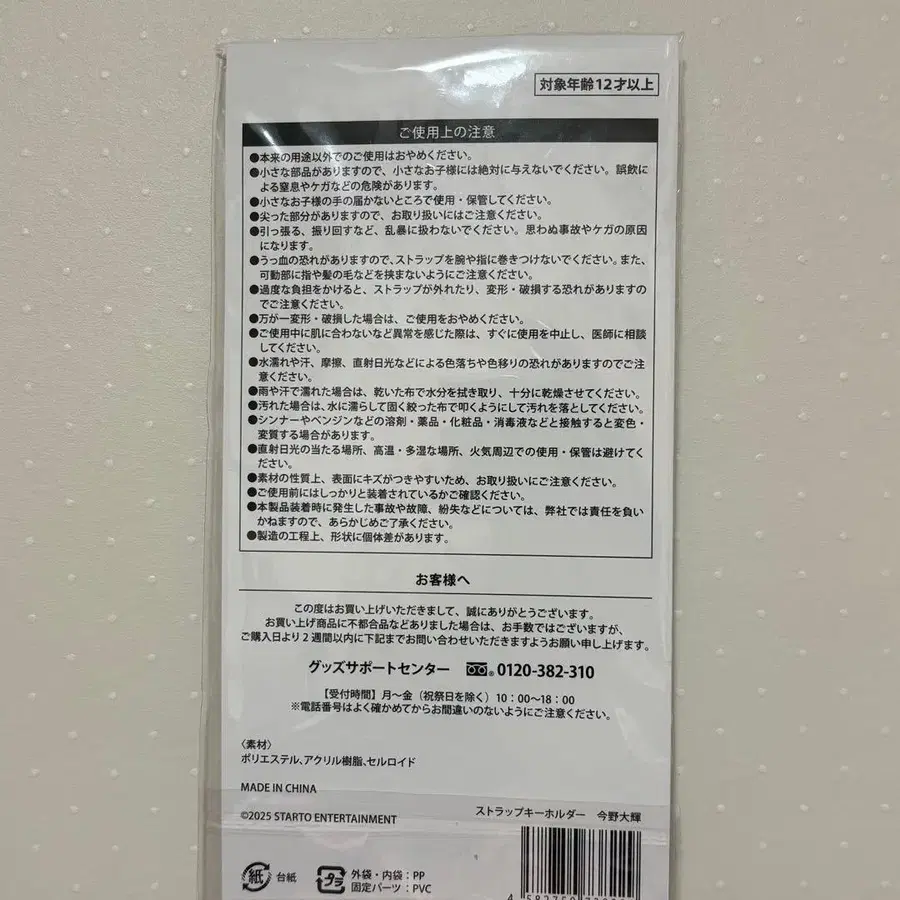 対象年齢12才以上
ご使用上の注意
●本来の用途以外でのご使用はおやめください。
●小さな部品がありますので、小さなお子様には絶対に与えないでください。誤飲に
よる窒息やケガなどの危険があります。
●小さなお子様の手の届かないところで使用・保管してください。
●尖った部分がありますので、お取り扱いにはご注意ください。
●引っ張る、振り回すなど、乱暴に扱わないでください。思わぬ事故やケガの原因
になります。
●うっ血の恐れがありますので、ストラップを腕や指に巻きつけないでください。また、
可動部に指や髪の毛などを挟まないようにご注意ください。
●過度な負担をかけると、ストラップが外れたり、変形・破損する恐れがありますの
でご注意ください。
●万が一変形・破損した場合は、ご使用をおやめください。
●ご使用中に肌に合わないなど異常を感じた際は、すぐに使用を中止し、医師に相談
してください。
●水濡れや汗、摩擦、直射日光などによる色落ちや色移りの恐れがありますのでご注
意ください。
●雨や汗で濡れた場合は、乾いた布で水分を拭き取り、十分に乾燥させてください。
●汚れた場合は、水に濡らして固く絞った布で叩くようにして汚れを落としてください。
●シンナーやベンジンなどの溶剤・薬品・化粧品・消毒液などと接触すると変色・
変質する場合があります。
●直射日光の当たる場所、高温・多湿な場所、火気周辺での使用・保管は避けてく
ださい。
●素材の性質上、表面にキズがつきやすいため、お取り扱いにご注意ください。
●ご使用前にはしっかりと装着されているかご確認ください。
●本製品装着時に発生した事故や故障、紛失などについては、弊社では責任を負い
かねますので、あらかじめご了承ください。
●製造の工程上、形状に個体差があります。
お客様へ
この度はお買い上げいただきまして、誠にありがとうございます。
お買い上げ商品に不都合品などありました場合は、お手数ではございますが、
ご購入日より2週間以内に下記までお問い合わせいただきますようお願い申し上げます。
グッズサポートセンター 0120-382-310
【受付時間】月〜金（祝祭日を除く）10：00〜18：00
※電話番号はよく確かめてからお間違いのないようにご注意ください。
〈素材〉
ポリエステル、アクリル樹脂、セルロイド
MADE IN CHINA
©2025 STARTO ENTERTAINMENT
ストラップキーホルダー 今野大輝
紙 台紙
プラ 外袋・内袋：PP
固定パーツ：PVC